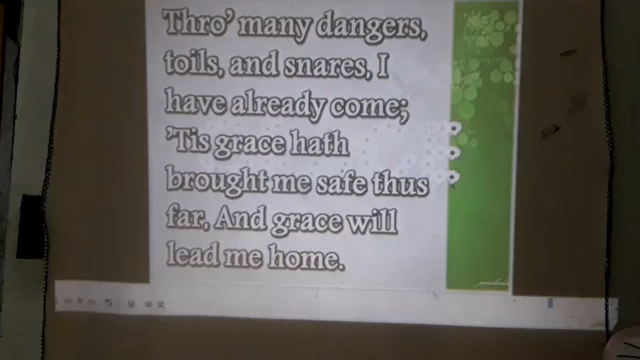 Thro' many dangers,
toils, and snares, I
have already come;
'Tis grace hath
brought me safe thus
far, And grace will
lead me home.